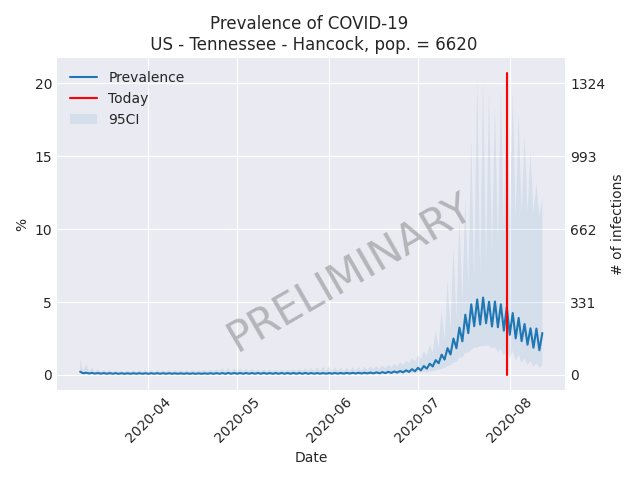 Prevalence of COVID-19
US - Tennessee - Hancock, pop. = 6620
Prevalence
Today
95CI
20
15
10
5
0
%
1324
993
662
331
0
# of infections
PRELIMINARY
2020-04
2020-05
2020-06
2020-07
2020-08
Date